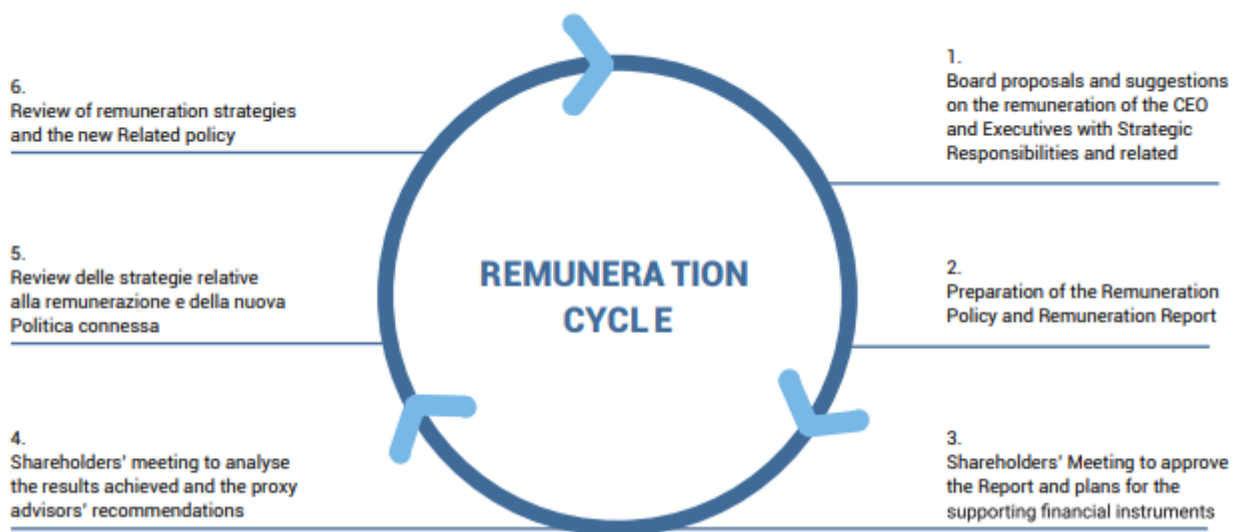 1.
Board proposals and suggestions
on the remuneration of the CEO
and Executives with Strategic
Responsibilities and related
2.
Preparation of the Remuneration
Policy and Remuneration Report
3.
Shareholders' Meeting to approve
the Report and plans for the
supporting financial instruments
4.
Shareholders' meeting to analyse
the results achieved and the proxy
advisors' recommendations
5.
Review delle strategie relative
alla remunerazione e della nuova
Politica connessa
6.
Review of remuneration strategies
and the new Related policy
REMUNERA TION
CYCL E